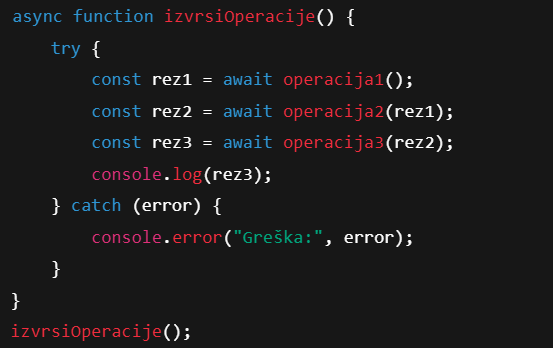 async function izvrsiOperacije() {
    try {
        const rez1 = await operacija1();
        const rez2 = await operacija2(rez1);
        const rez3 = await operacija3(rez2);
        console.log(rez3);
    } catch (error) {
        console.error("Greška:", error);
    }
}
izvrsiOperacije();